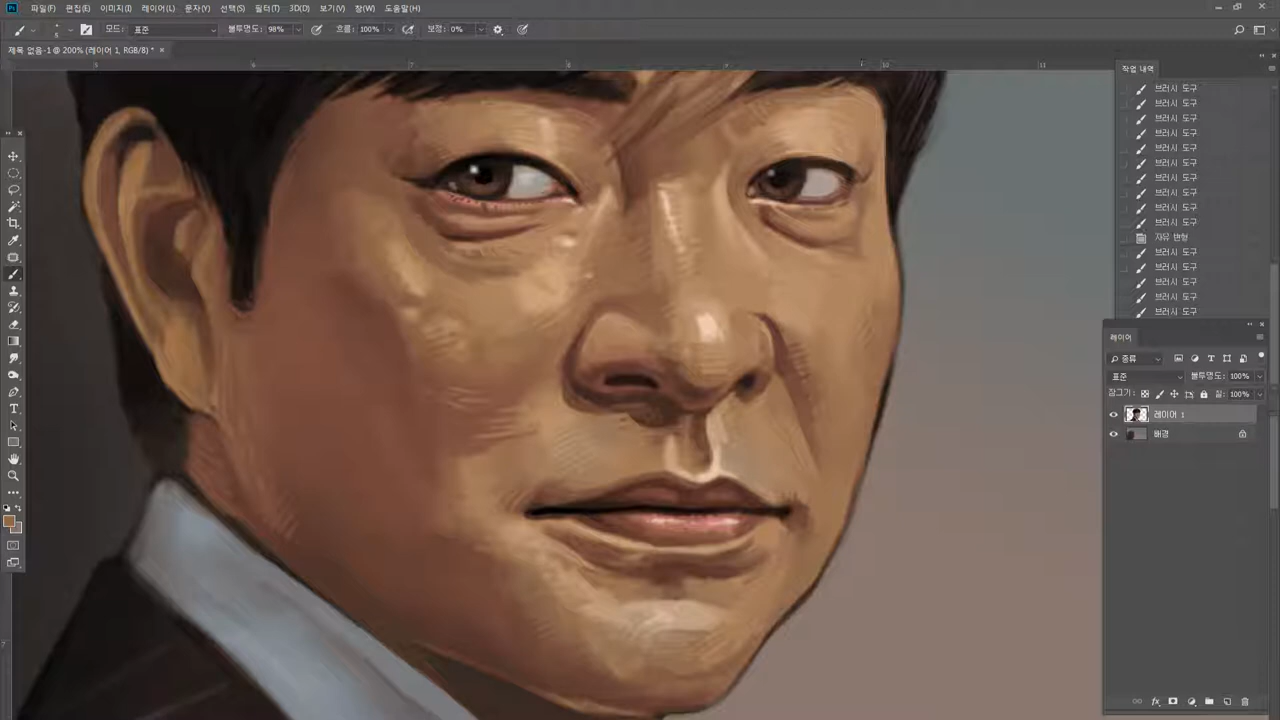 파일(F) 편집(E) 이미지(I) 레이어(L) 문자(Y) 선택(S) 필터(T) 3D(D) 보기(V) 창(W) 도움말(H)
모드: 표준 불투명도: 98% 흐름: 100% 보정: 0%
제목 없음-1 @ 200% (레이어 1, RGB/8) *
5 6 7 8 9 10 11
작업 내역
브러시 도구
브러시 도구
브러시 도구
브러시 도구
브러시 도구
브러시 도구
브러시 도구
브러시 도구
브러시 도구
브러시 도구
자유 변형
브러시 도구
브러시 도구
브러시 도구
브러시 도구
브러시 도구
레이어
종류
표준 불투명도: 100%
잠그기: 칠: 100%
레이어 1
배경